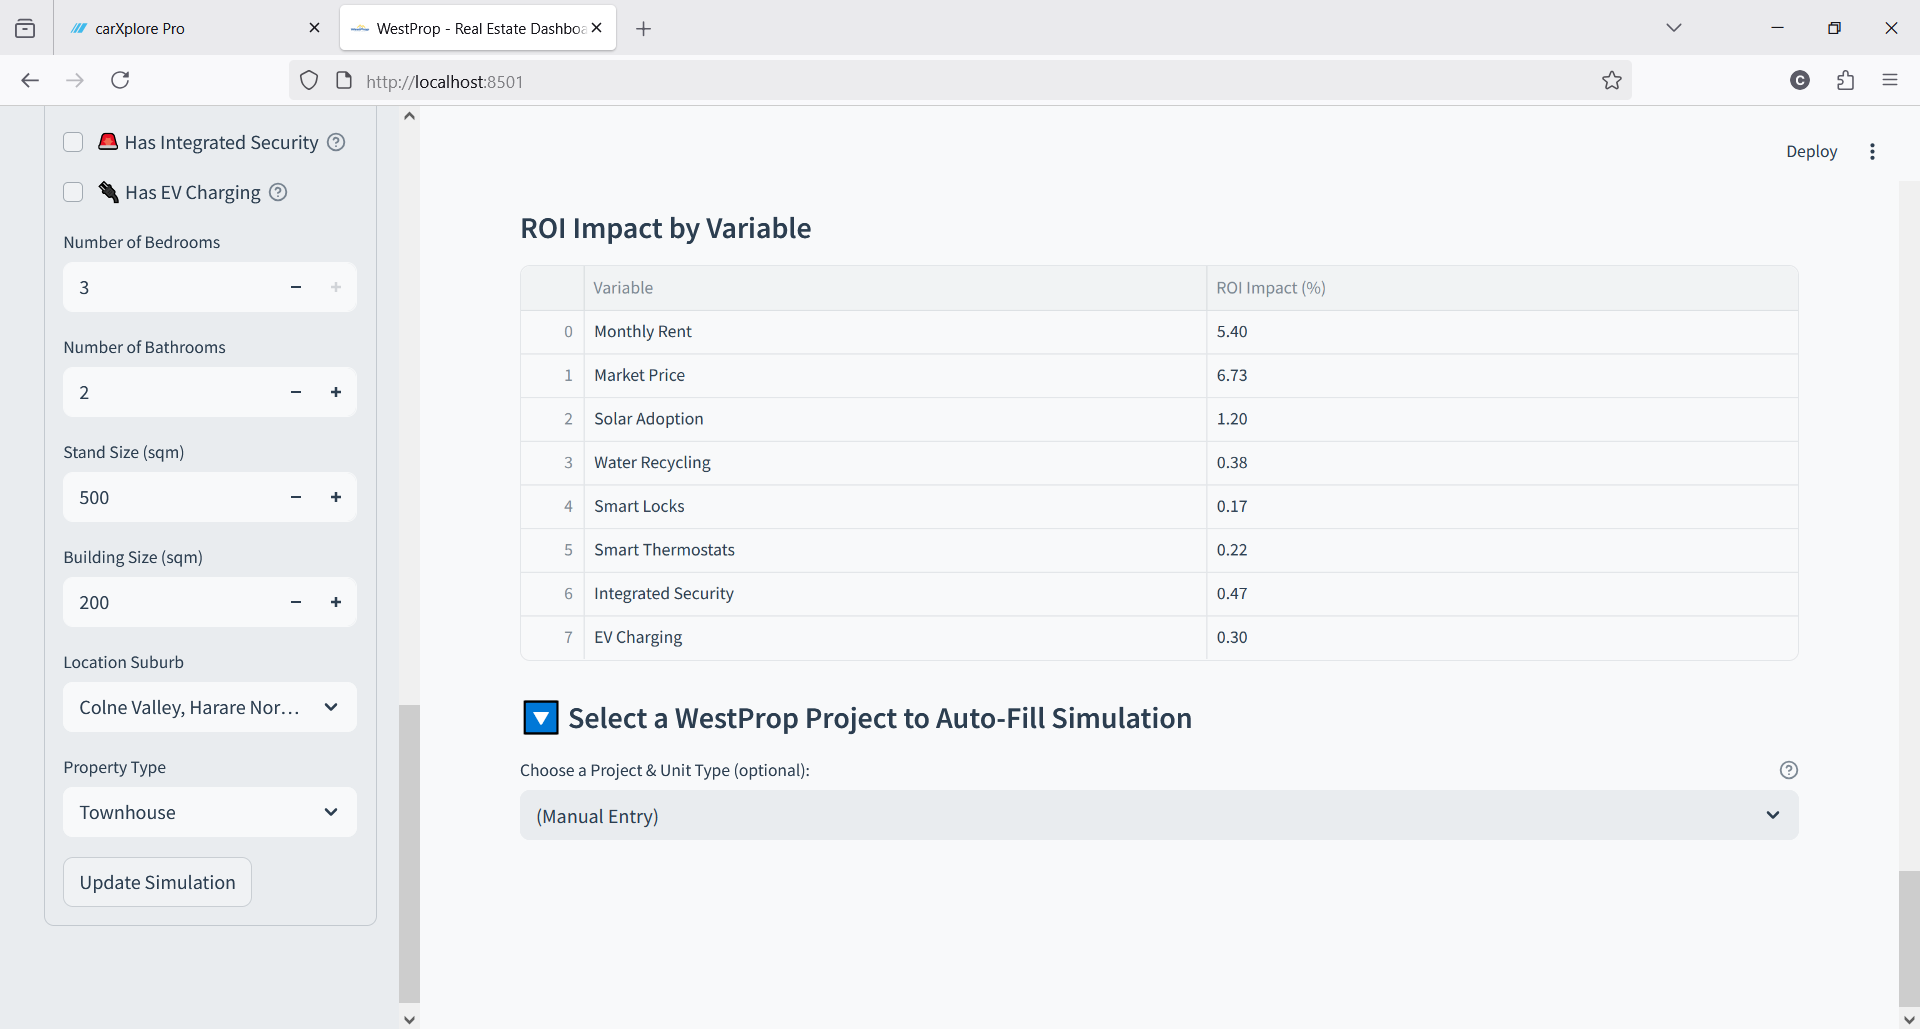 carXplore Pro
WestProp - Real Estate Dashboa
http://localhost:8501
C
Has Integrated Security
Has EV Charging
Number of Bedrooms
3
Number of Bathrooms
2
Stand Size (sqm)
500
Building Size (sqm)
200
Location Suburb
Colne Valley, Harare Nor...
Property Type
Townhouse
Update Simulation
Deploy
ROI Impact by Variable
Variable ROI Impact (%)
0 Monthly Rent 5.40
1 Market Price 6.73
2 Solar Adoption 1.20
3 Water Recycling 0.38
4 Smart Locks 0.17
5 Smart Thermostats 0.22
6 Integrated Security 0.47
7 EV Charging 0.30
Select a WestProp Project to Auto-Fill Simulation
Choose a Project & Unit Type (optional):
(Manual Entry)